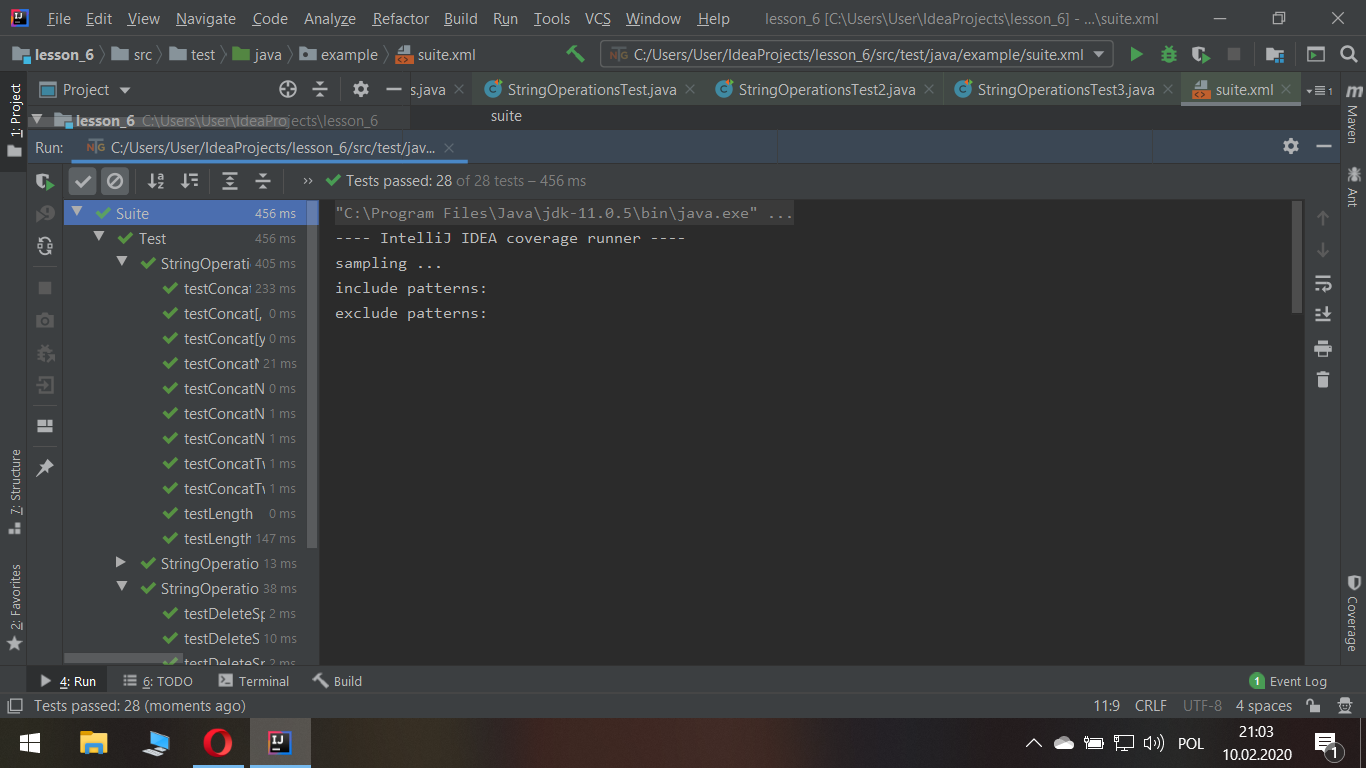 File Edit View Navigate Code Analyze Refactor Build Run Tools VCS Window Help lesson_6 [C:\Users\User\IdeaProjects\lesson_6] - ...\suite.xml
lesson_6 src test java example suite.xml C:/Users/User/IdeaProjects/lesson_6/src/test/java/example/suite.xml
1: Project
Project
s.java StringOperationsTest.java StringOperationsTest2.java StringOperationsTest3.java suite.xml
lesson_6 C:\Users\User\IdeaProjects\lesson_6
suite
Run: C:/Users/User/IdeaProjects/lesson_6/src/test/jav...
Tests passed: 28 of 28 tests – 456 ms
Suite 456 ms
Test 456 ms
StringOperati 405 ms
testConcat 233 ms
testConcat[, 0 ms
testConcat[y 0 ms
testConcatN 21 ms
testConcatN 0 ms
testConcatN 1 ms
testConcatN 1 ms
testConcatTw 1 ms
testConcatTw 1 ms
testLength 0 ms
testLength 147 ms
StringOperatio 13 ms
StringOperatio 38 ms
testDeleteSp 2 ms
testDeleteS 10 ms
testDeleteSp 2 ms
"C:\Program Files\Java\jdk-11.0.5\bin\java.exe" ...
---- IntelliJ IDEA coverage runner ----
sampling ...
include patterns:
exclude patterns:
Maven
Ant
Coverage
7: Structure
2: Favorites
4: Run 6: TODO Terminal Build 1 Event Log
Tests passed: 28 (moments ago) 11:9 CRLF UTF-8 4 spaces
POL
21:03
10.02.2020
1